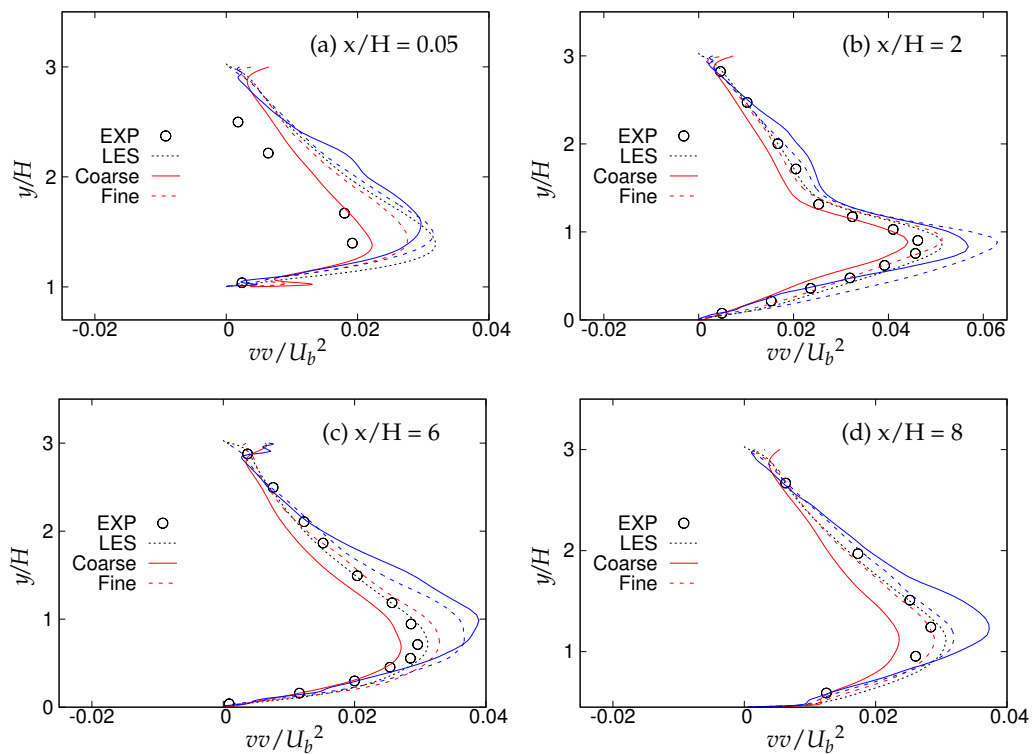 (a) x/H = 0.05
3
2
1
y/H
EXP
LES
Coarse
Fine
-0.02 0 0.02 0.04
vv/U_b^2
(b) x/H = 2
3
2
1
0
y/H
EXP
LES
Coarse
Fine
-0.02 0 0.02 0.04 0.06
vv/U_b^2
(c) x/H = 6
3
2
1
0
y/H
EXP
LES
Coarse
Fine
-0.02 0 0.02 0.04
vv/U_b^2
(d) x/H = 8
3
2
1
y/H
EXP
LES
Coarse
Fine
-0.02 0 0.02 0.04
vv/U_b^2